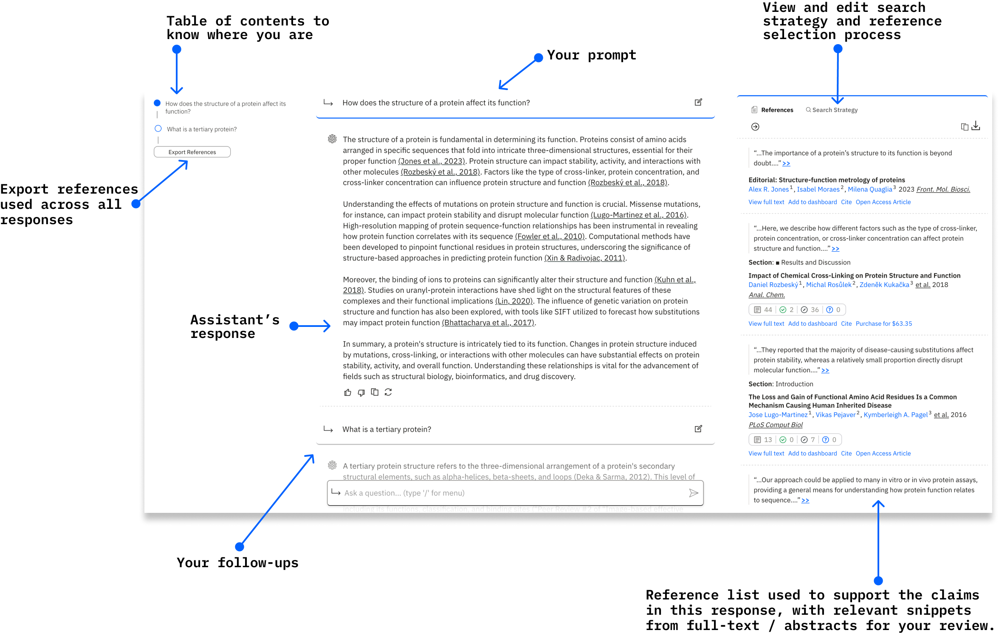 Table of contents to
know where you are
View and edit search
strategy and reference
selection process
Your prompt
Export references
used across all
responses
Assistant’s
response
Your follow-ups
Reference list used to support the claims
in this response, with relevant snippets
from full-text / abstracts for your review.
How does the structure of a protein affect its
function?
What is a tertiary protein?
Export References
How does the structure of a protein affect its function?
The structure of a protein is fundamental in determining its function. Proteins consist of amino acids
arranged in specific sequences that fold into intricate three-dimensional structures, essential for their
proper function (Jones et al., 2023). Protein structure can impact stability, activity, and interactions with
other molecules (Rozbeský et al., 2018). Factors like the type of cross-linker, protein concentration, and
cross-linker concentration can influence protein structure and function (Rozbeský et al., 2018).
Understanding the effects of mutations on protein structure and function is crucial. Missense mutations,
for instance, can impact protein stability and disrupt molecular function (Lugo-Martinez et al., 2016).
High-resolution mapping of protein sequence-function relationships has been instrumental in revealing
how protein function correlates with its sequence (Fowler et al., 2010). Computational methods have
been developed to pinpoint functional residues in protein structures, underscoring the significance of
structure-based approaches in predicting protein function (Xin & Radivojac, 2011).
Moreover, the binding of ions to proteins can significantly alter their structure and function (Kuhn et al.,
2018). Studies on uranyl-protein interactions have shed light on the structural features of these
complexes and their functional implications (Lin, 2020). The influence of genetic variation on protein
structure and function has also been explored, with tools like SIFT utilized to forecast how substitutions
may impact protein function (Bhattacharya et al., 2017).
In summary, a protein's structure is intricately tied to its function. Changes in protein structure induced
by mutations, cross-linking, or interactions with other molecules can have substantial effects on protein
stability, activity, and overall function. Understanding these relationships is vital for the advancement of
fields such as structural biology, bioinformatics, and drug discovery.
What is a tertiary protein?
A tertiary protein structure refers to the three-dimensional arrangement of a protein's secondary
structural elements, such as alpha-helices, beta-sheets, and loops (Deka & Sarma, 2012). This level of
Ask a question... (type '/' for menu)
including its functions, classification, and binding sites ("Peer Review #2 of "Image-based effective
References Search Strategy
“...The importance of a protein’s structure to its function is beyond
doubt....” >>
Editorial: Structure-function metrology of proteins
Alex R. Jones 1, Isabel Moraes 2, Milena Quaglia 3 2023 Front. Mol. Biosci.
View full text Add to dashboard Cite Open Access Article
“...Here, we describe how different factors such as the type of cross-linker,
protein concentration, or cross-linker concentration can affect protein
structure and function....” >>
Section: ■ Results and Discussion
Impact of Chemical Cross-Linking on Protein Structure and Function
Daniel Rozbeský 1, Michal Rosůlek 2, Zdeněk Kukačka 3 et al. 2018
Anal. Chem.
44 2 36 0
View full text Add to dashboard Cite Purchase for $63.35
“...They reported that the majority of disease-causing substitutions affect
protein stability, whereas a relatively small proportion directly disrupt
molecular function....” >>
Section: Introduction
The Loss and Gain of Functional Amino Acid Residues Is a Common
Mechanism Causing Human Inherited Disease
Jose Lugo-Martinez 1, Vikas Pejaver 2, Kymberleigh A. Pagel 3 et al. 2016
PLoS Comput Biol
13 0 7 0
View full text Add to dashboard Cite Open Access Article
“...Our approach could be applied to many in vitro or in vivo protein assays,
providing a general means for understanding how protein function relates
to sequence....” >>